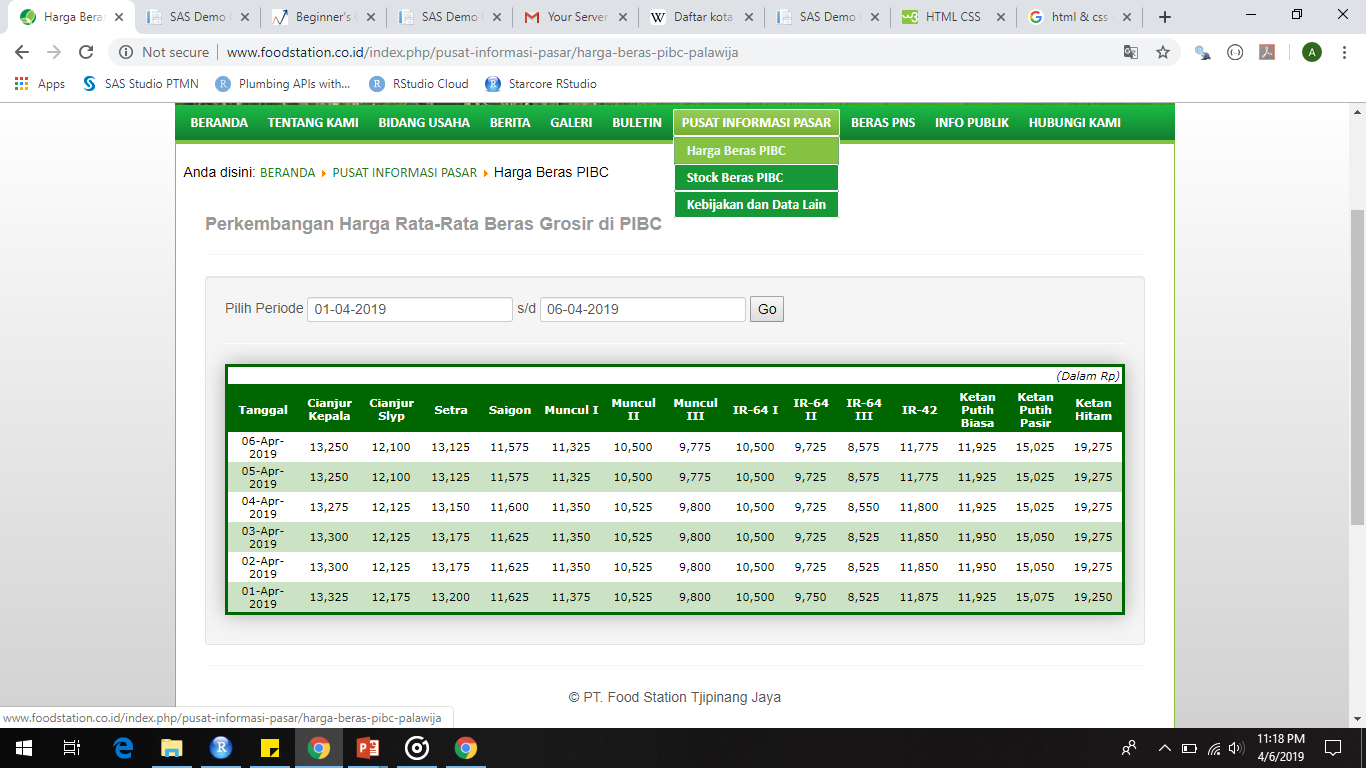 Harga Beras
SAS Demo
Beginner's
SAS Demo
Your Server
Daftar kota
SAS Demo
HTML CSS
html & css
Not secure | www.foodstation.co.id/index.php/pusat-informasi-pasar/harga-beras-pibc-palawija
A
Apps SAS Studio PTMN Plumbing APIs with... RStudio Cloud Starcore RStudio
BERANDA TENTANG KAMI BIDANG USAHA BERITA GALERI BULETIN PUSAT INFORMASI PASAR BERAS PNS INFO PUBLIK HUBUNGI KAMI
Harga Beras PIBC
Stock Beras PIBC
Kebijakan dan Data Lain
Anda disini: BERANDA PUSAT INFORMASI PASAR Harga Beras PIBC
Perkembangan Harga Rata-Rata Beras Grosir di PIBC
Pilih Periode 01-04-2019 s/d 06-04-2019 Go
(Dalam Rp)
Tanggal Cianjur Kepala Cianjur Slyp Setra Saigon Muncul I Muncul II Muncul III IR-64 I IR-64 II IR-64 III IR-42 Ketan Putih Biasa Ketan Putih Pasir Ketan Hitam
06-Apr-2019 13,250 12,100 13,125 11,575 11,325 10,500 9,775 10,500 9,725 8,575 11,775 11,925 15,025 19,275
05-Apr-2019 13,250 12,100 13,125 11,575 11,325 10,500 9,775 10,500 9,725 8,575 11,775 11,925 15,025 19,275
04-Apr-2019 13,275 12,125 13,150 11,600 11,350 10,525 9,800 10,500 9,725 8,550 11,800 11,925 15,025 19,275
03-Apr-2019 13,300 12,125 13,175 11,625 11,350 10,525 9,800 10,500 9,725 8,525 11,850 11,950 15,050 19,275
02-Apr-2019 13,300 12,125 13,175 11,625 11,350 10,525 9,800 10,500 9,725 8,525 11,850 11,950 15,050 19,275
01-Apr-2019 13,325 12,175 13,200 11,625 11,375 10,525 9,800 10,500 9,750 8,525 11,875 11,925 15,075 19,250
© PT. Food Station Tjipinang Jaya
www.foodstation.co.id/index.php/pusat-informasi-pasar/harga-beras-pibc-palawija
11:18 PM
4/6/2019